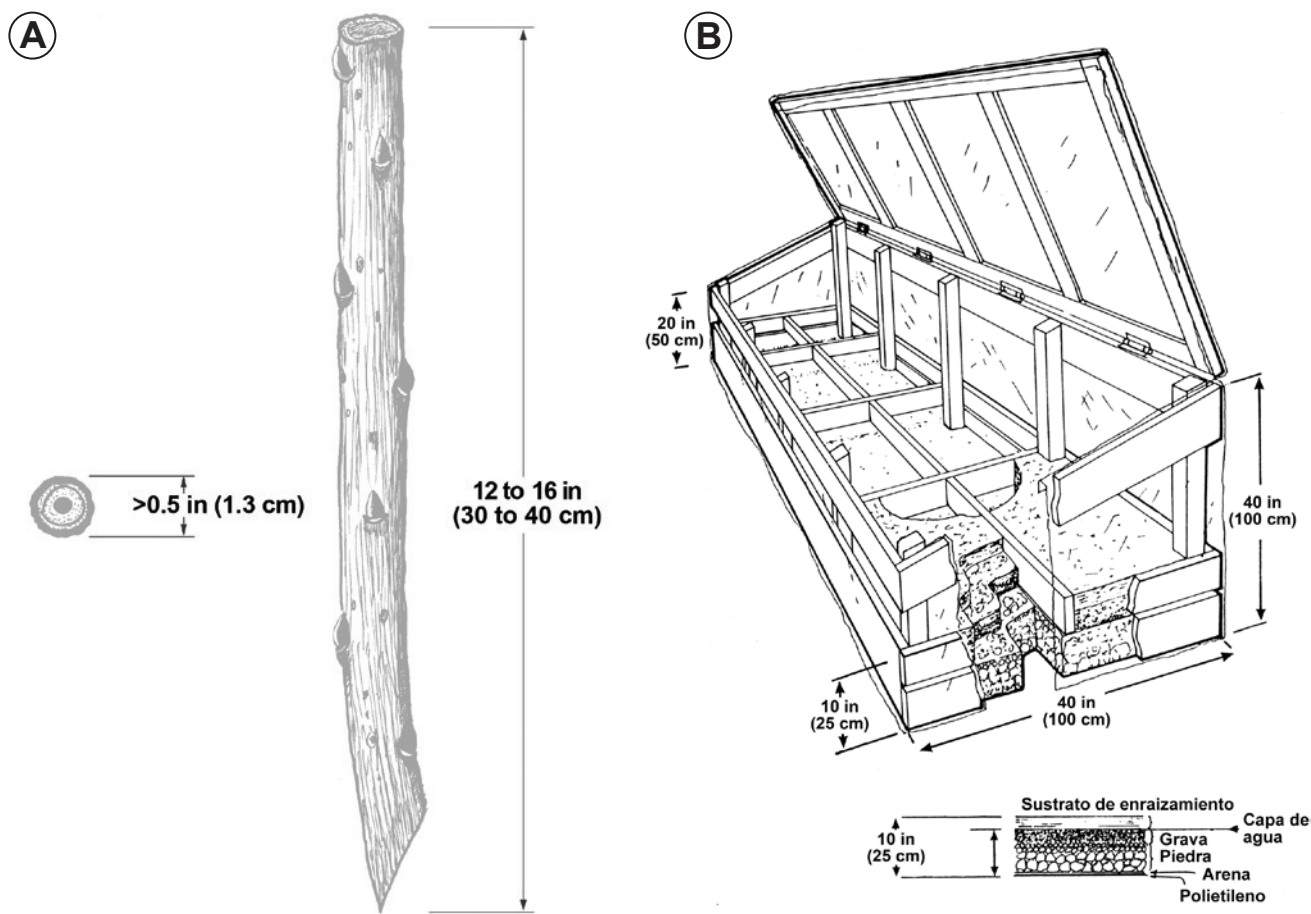 A
>0.5 in (1.3 cm)
12 to 16 in
(30 to 40 cm)
B
20 in
(50 cm)
40 in
(100 cm)
10 in
(25 cm)
40 in
(100 cm)
Sustrato de enraizamiento
10 in
(25 cm)
Capa de
agua
Grava
Piedra
Arena
Polietileno